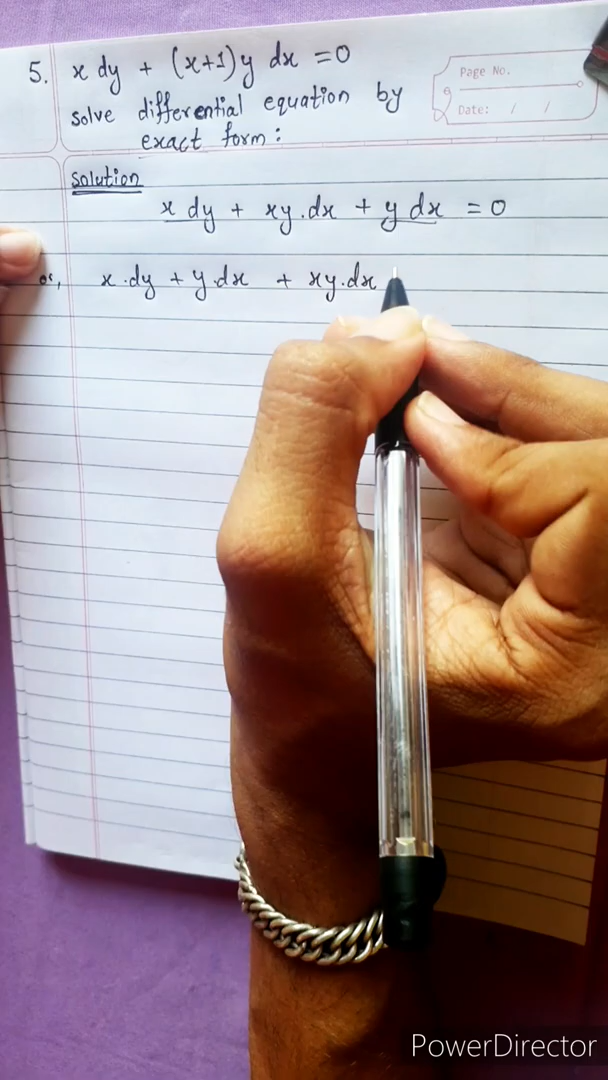 5. x dy + (x+1)y dx = 0
Page No.
solve differential equation by
Date: / /
exact form:
solution
x dy + xy.dx + y dx = 0
or, x.dy + y.dx + xy.dx
PowerDirector